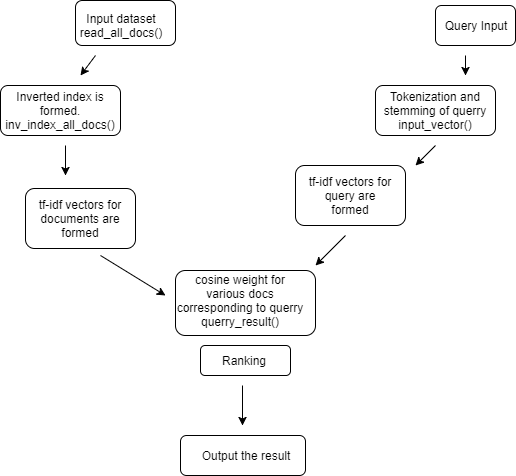 Input dataset
read_all_docs()
Query Input
Inverted index is
formed.
inv_index_all_docs()
Tokenization and
stemming of querry
input_vector()
tf-idf vectors for
documents are
formed
tf-idf vectors for
query are
formed
cosine weight for
various docs
corresponding to querry
querry_result()
Ranking
Output the result